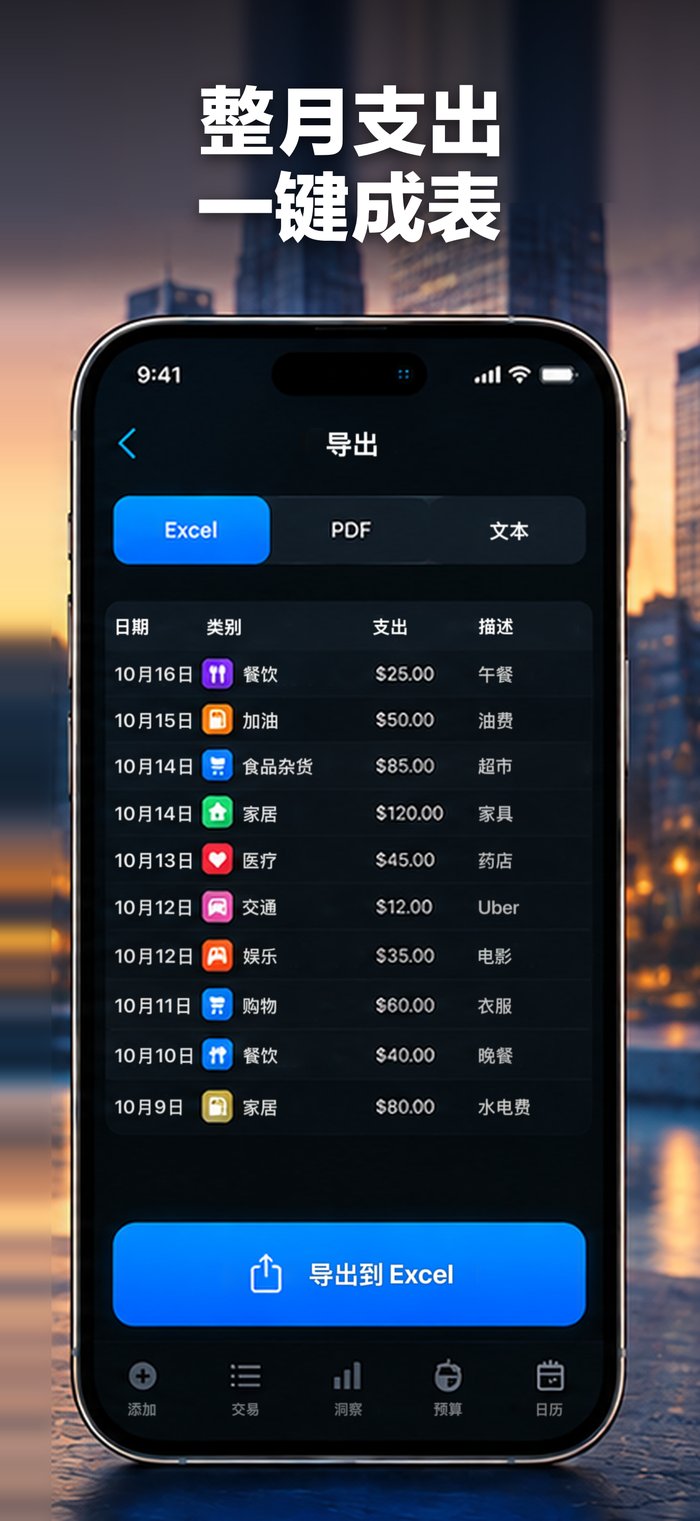 整月支出
一键成表
9:41
导出
Excel PDF 文本
日期 类别 支出 描述
10月16日 餐饮 $25.00 午餐
10月15日 加油 $50.00 油费
10月14日 食品杂货 $85.00 超市
10月14日 家居 $120.00 家具
10月13日 医疗 $45.00 药店
10月12日 交通 $12.00 Uber
10月12日 娱乐 $35.00 电影
10月11日 购物 $60.00 衣服
10月10日 餐饮 $40.00 晚餐
10月9日 家居 $80.00 水电费
导出到 Excel
添加 交易 洞察 预算 日历